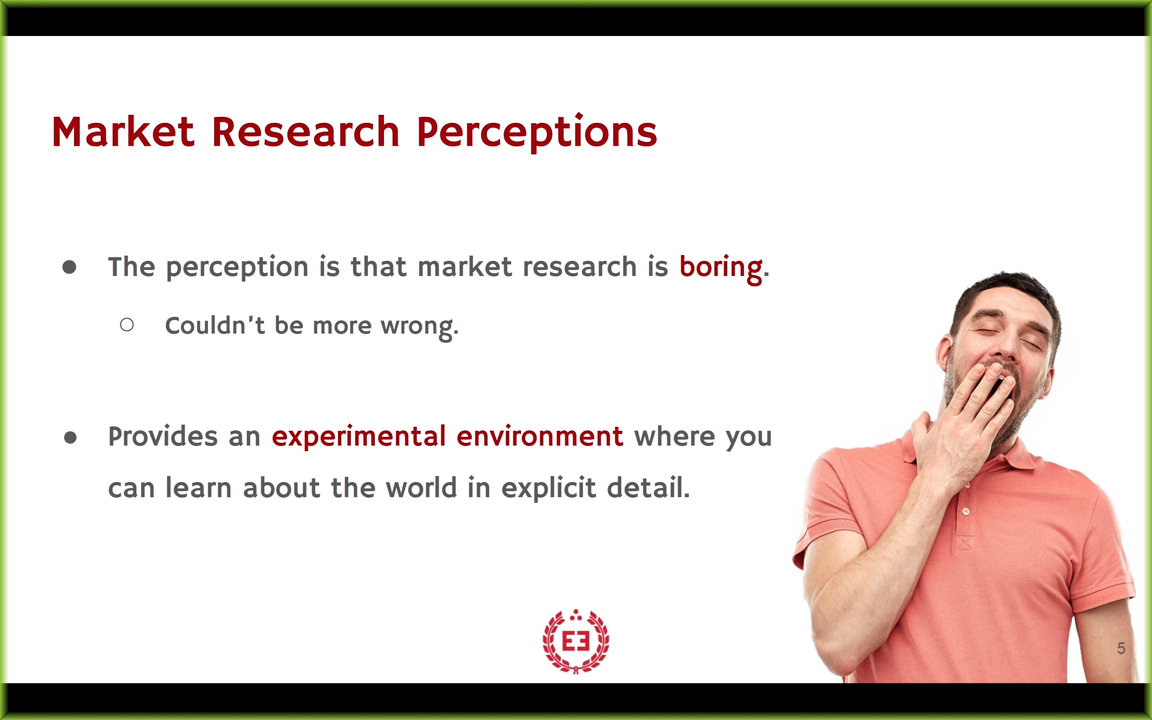 Market Research Perceptions
● The perception is that market research is boring.
○ Couldn't be more wrong.
● Provides an experimental environment where you
can learn about the world in explicit detail.
EE
5